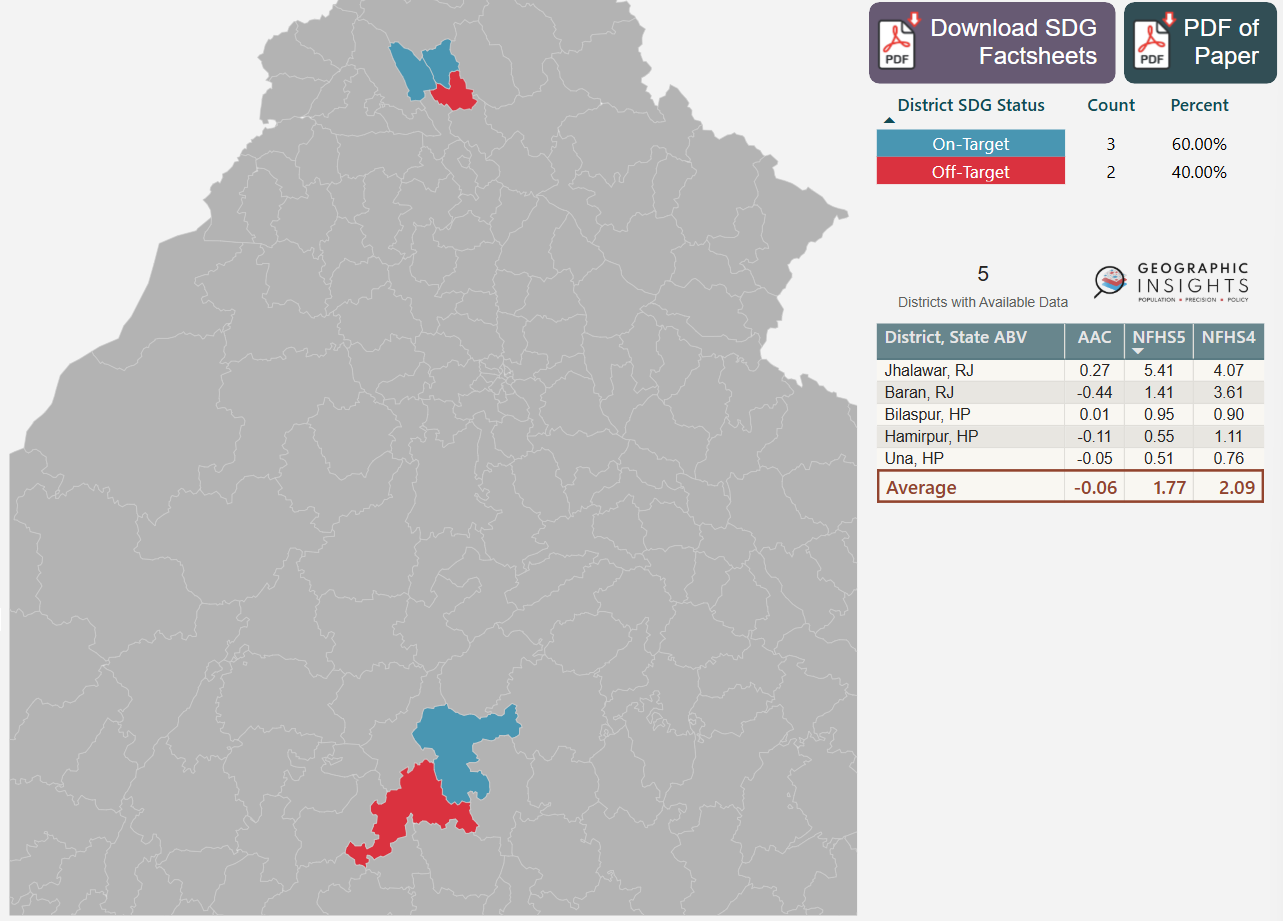 Download SDG
Factsheets
PDF
PDF of
Paper
PDF
District SDG Status Count Percent
On-Target 3 60.00%
Off-Target 2 40.00%
5
Districts with Available Data
GEOGRAPHIC
INSIGHTS
POPULATION • PRECISION • POLICY
District, State ABV AAC NFHS5 NFHS4
Jhalawar, RJ 0.27 5.41 4.07
Baran, RJ -0.44 1.41 3.61
Bilaspur, HP 0.01 0.95 0.90
Hamirpur, HP -0.11 0.55 1.11
Una, HP -0.05 0.51 0.76
Average -0.06 1.77 2.09